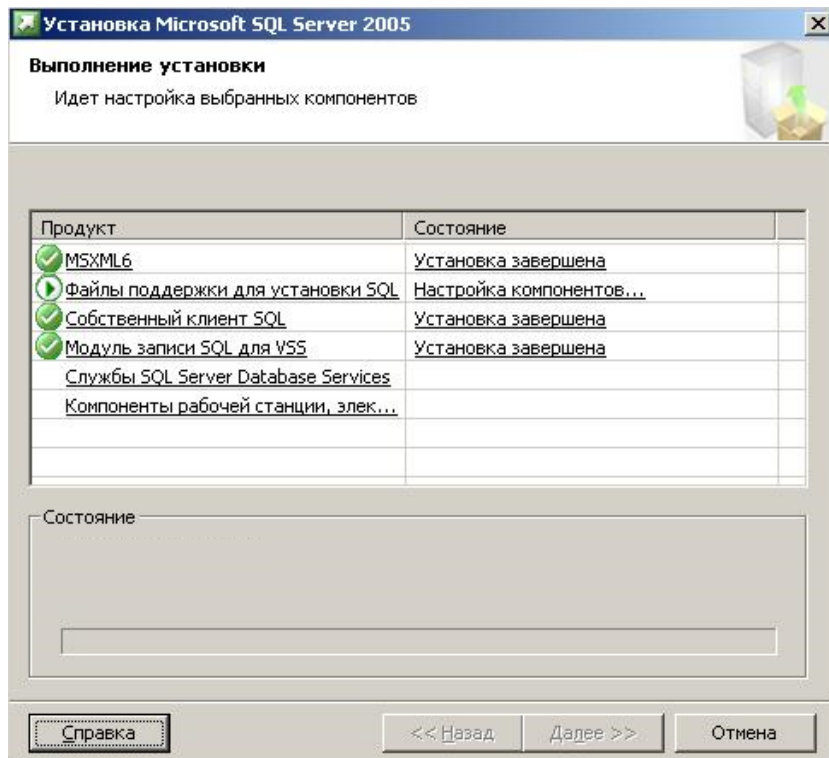 Установка Microsoft SQL Server 2005
Выполнение установки
Идет настройка выбранных компонентов
Продукт Состояние
MSXML6 Установка завершена
Файлы поддержки для установки SQL Настройка компонентов...
Собственный клиент SQL Установка завершена
Модуль записи SQL для VSS Установка завершена
Службы SQL Server Database Services
Компоненты рабочей станции, элек...
Состояние
Справка << Назад Далее >> Отмена